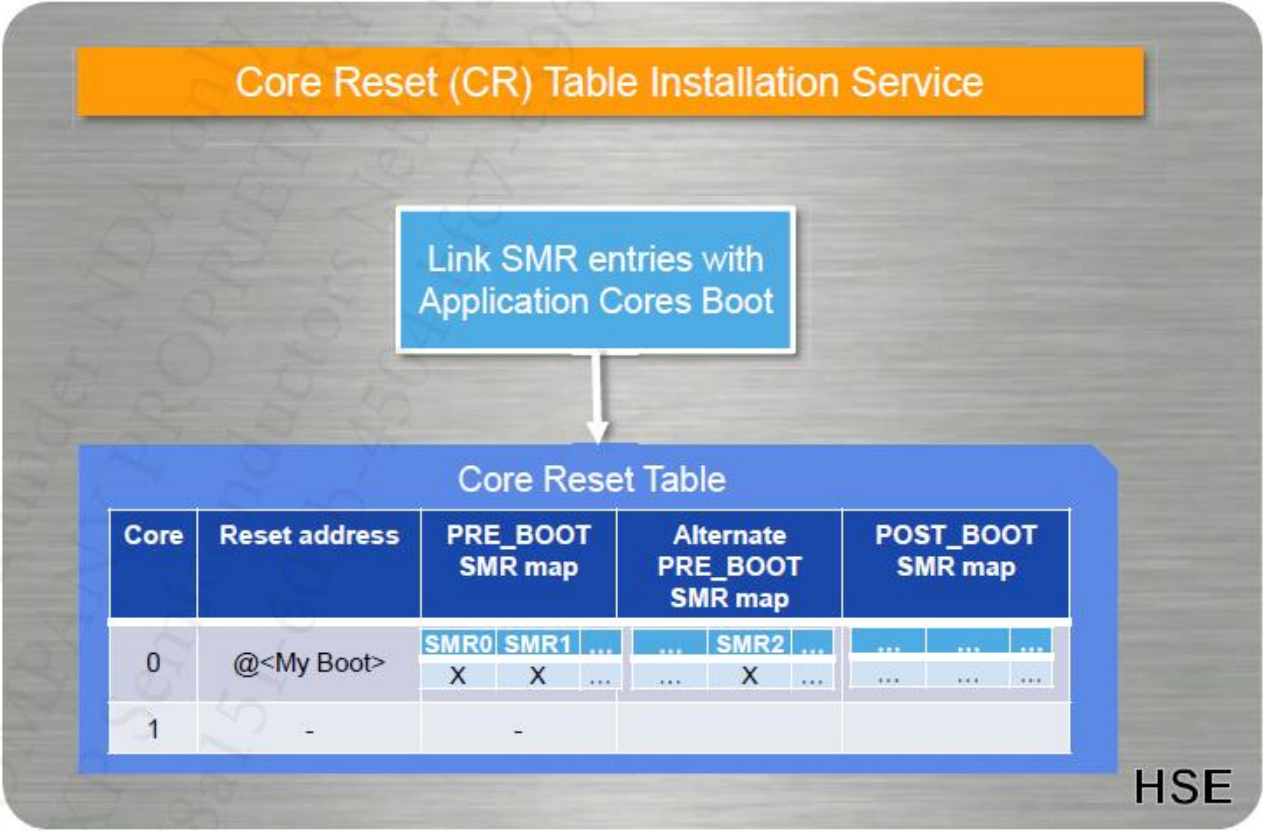 Core Reset (CR) Table Installation Service
Link SMR entries with
Application Cores Boot
Core Reset Table
Core Reset address PRE_BOOT SMR map Alternate PRE_BOOT SMR map POST_BOOT SMR map
SMR0 SMR1 ... ... SMR2 ... ... ... ...
0 @<My Boot> X X ... ... X ... ... ... ...
1 - -
HSE